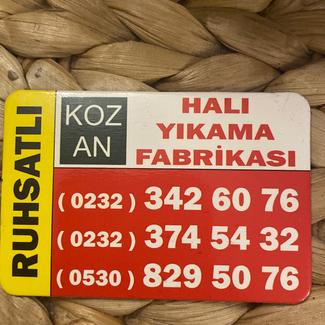 RUHSATLI
KOZ
AN
HALI
YIKAMA
FABRİKASI
(0232) 342 60 76
(0232) 374 54 32
(0530) 829 50 76